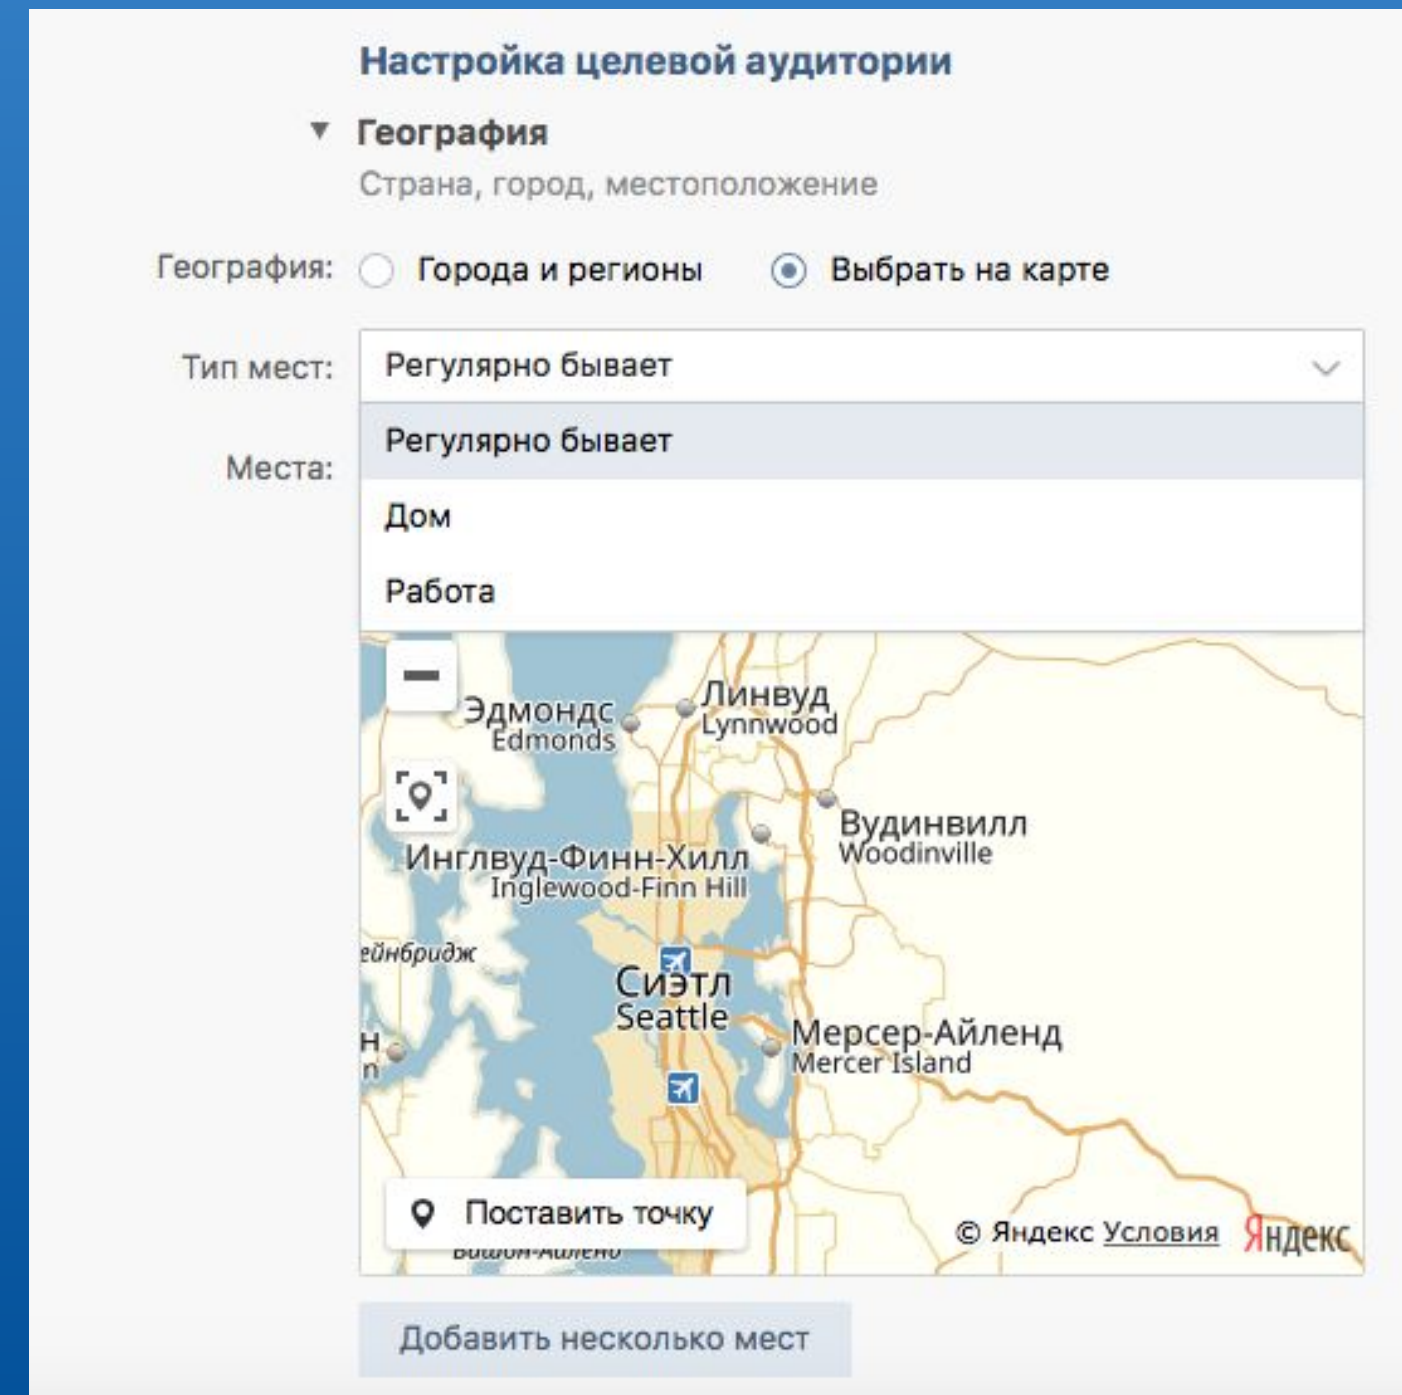 Настройка целевой аудитории
География
Страна, город, местоположение
География: Города и регионы Выбрать на карте
Тип мест: Регулярно бывает
Регулярно бывает
Места:
Дом
Работа
Линвуд
Lynnwood
Эдмондс
Edmonds
Вудинвилл
Woodinville
Инглвуд-Финн-Хилл
Inglewood-Finn Hill
ейнбридж
Сиэтл
Seattle
Мерсер-Айленд
Mercer Island
н
n
Поставить точку
© Яндекс Условия Яндекс
Добавить несколько мест